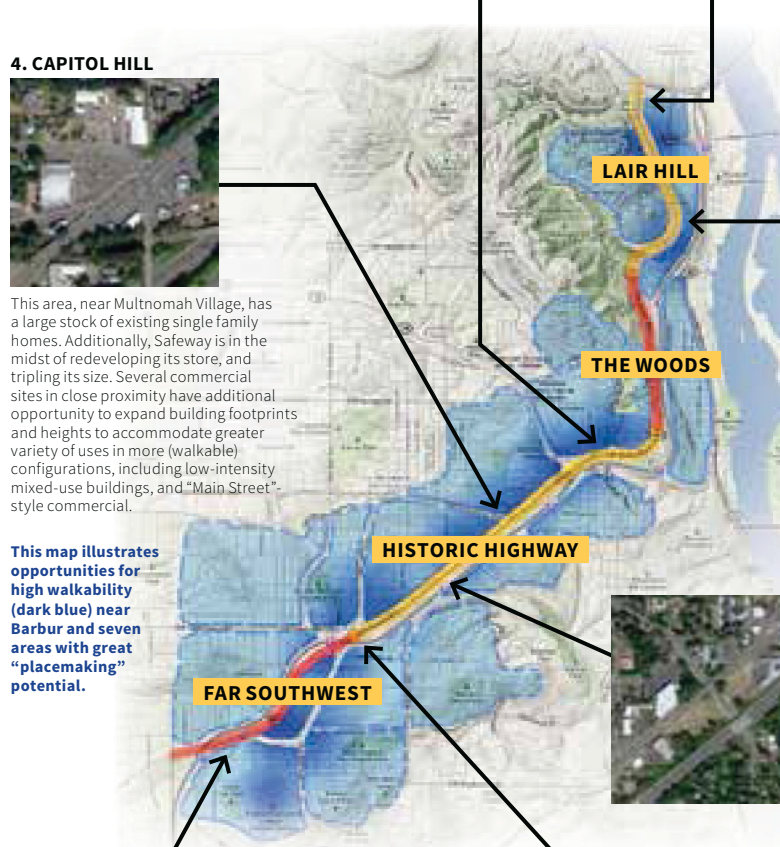 4. CAPITOL HILL
This area, near Multnomah Village, has
a large stock of existing single family
homes. Additionally, Safeway is in the
midst of redeveloping its store, and
tripling its size. Several commercial
sites in close proximity have additional
opportunity to expand building footprints
and heights to accommodate greater
variety of uses in more (walkable)
configurations, including low-intensity
mixed-use buildings, and “Main Street”-
style commercial.
This map illustrates
opportunities for
high walkability
(dark blue) near
Barbur and seven
areas with great
“placemaking”
potential.
LAIR HILL
THE WOODS
HISTORIC HIGHWAY
FAR SOUTHWEST